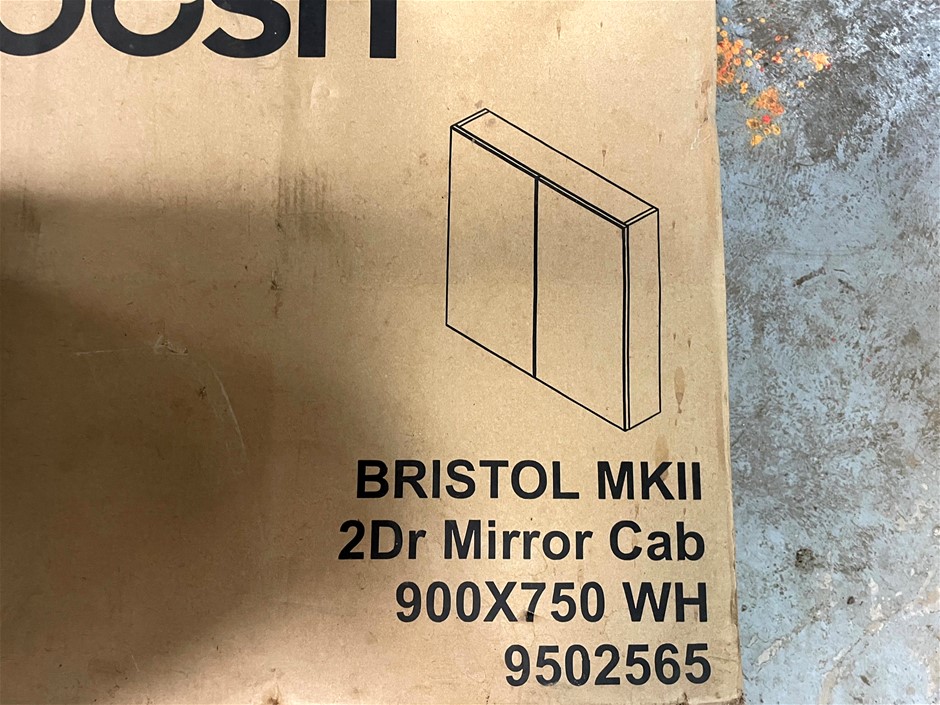 BRISTOL MKII
2Dr Mirror Cab
900X750 WH
9502565